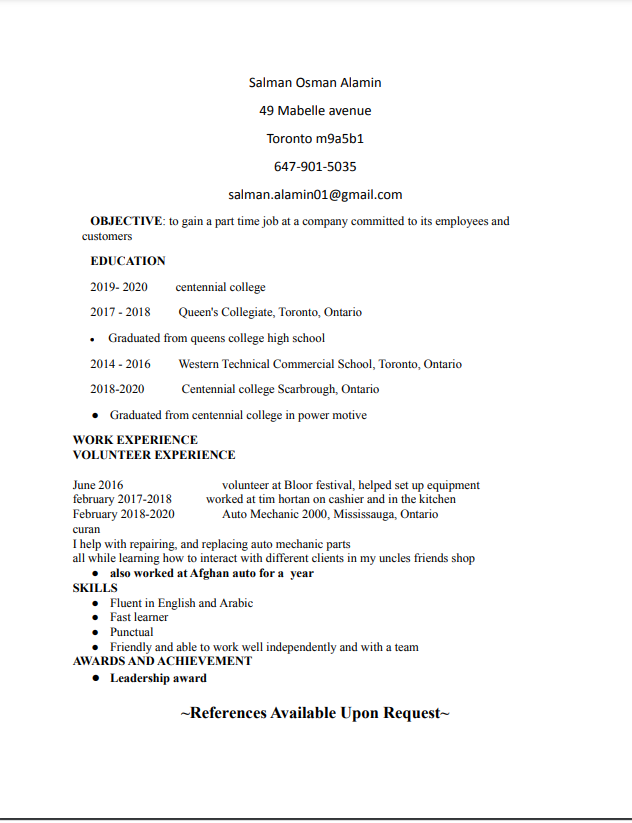 Salman Osman Alamin
49 Mabelle avenue
Toronto m9a5b1
647-901-5035
salman.alamin01@gmail.com
OBJECTIVE: to gain a part time job at a company committed to its employees and
customers
EDUCATION
2019- 2020 centennial college
2017 - 2018 Queen's Collegiate, Toronto, Ontario
• Graduated from queens college high school
2014 - 2016 Western Technical Commercial School, Toronto, Ontario
2018-2020 Centennial college Scarbrough, Ontario
● Graduated from centennial college in power motive
WORK EXPERIENCE
VOLUNTEER EXPERIENCE
June 2016 volunteer at Bloor festival, helped set up equipment
february 2017-2018 worked at tim hortan on cashier and in the kitchen
February 2018-2020 Auto Mechanic 2000, Mississauga, Ontario
curan
I help with repairing, and replacing auto mechanic parts
all while learning how to interact with different clients in my uncles friends shop
● also worked at Afghan auto for a year
SKILLS
● Fluent in English and Arabic
● Fast learner
● Punctual
● Friendly and able to work well independently and with a team
AWARDS AND ACHIEVEMENT
● Leadership award
~References Available Upon Request~